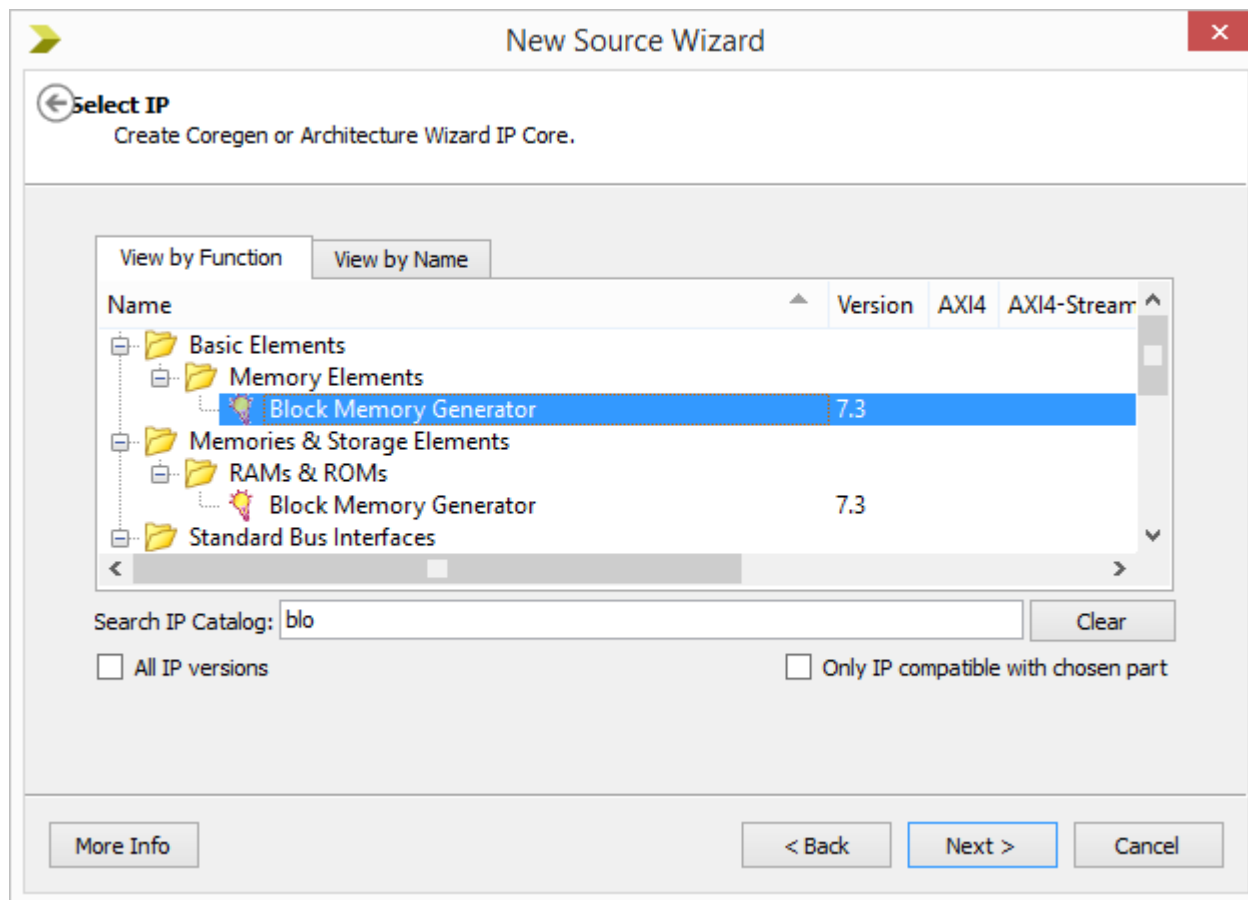 New Source Wizard
Select IP
Create Coregen or Architecture Wizard IP Core.
View by Function View by Name
Name Version AXI4 AXI4-Stream
Basic Elements
Memory Elements
Block Memory Generator 7.3
Memories & Storage Elements
RAMs & ROMs
Block Memory Generator 7.3
Standard Bus Interfaces
Search IP Catalog: blo Clear
All IP versions Only IP compatible with chosen part
More Info < Back Next > Cancel